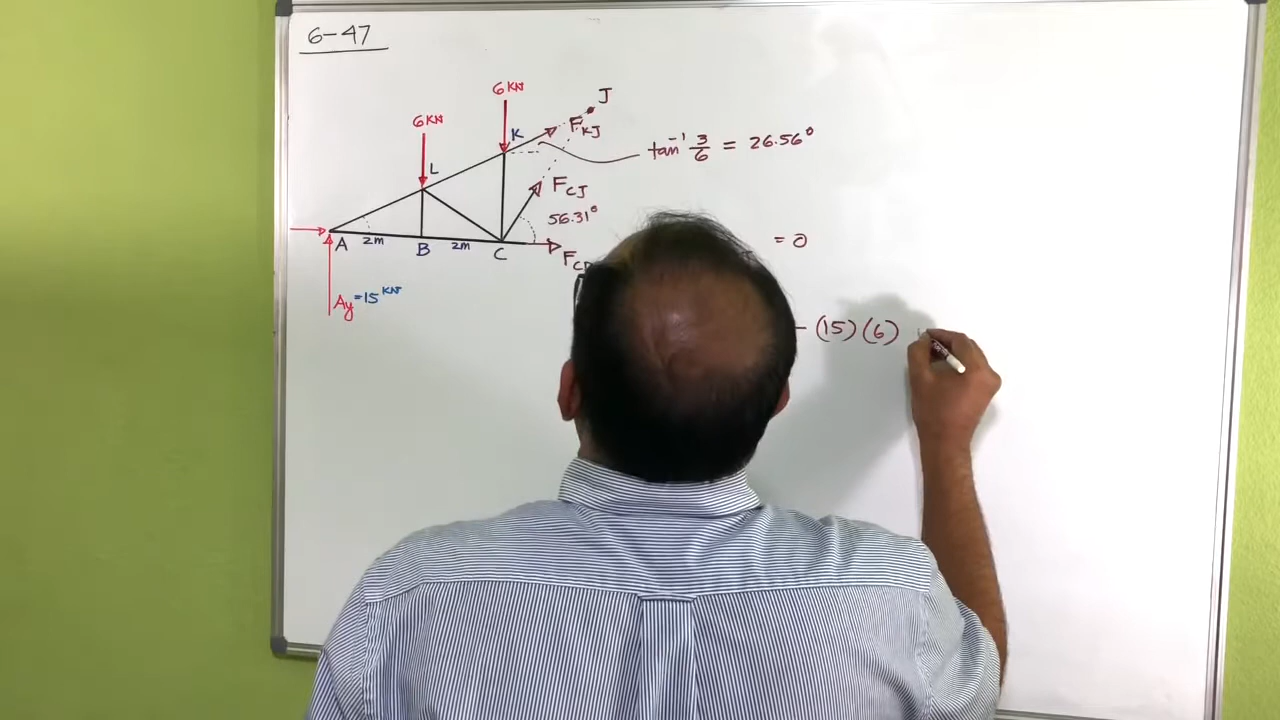 6-47
6KN
6KN
J
K
F_KJ
tan⁻¹ 3/6 = 26.56°
L
F_CJ
56.31°
A 2m B 2m C
= 0
Ay=15 KN
- (15)(6)